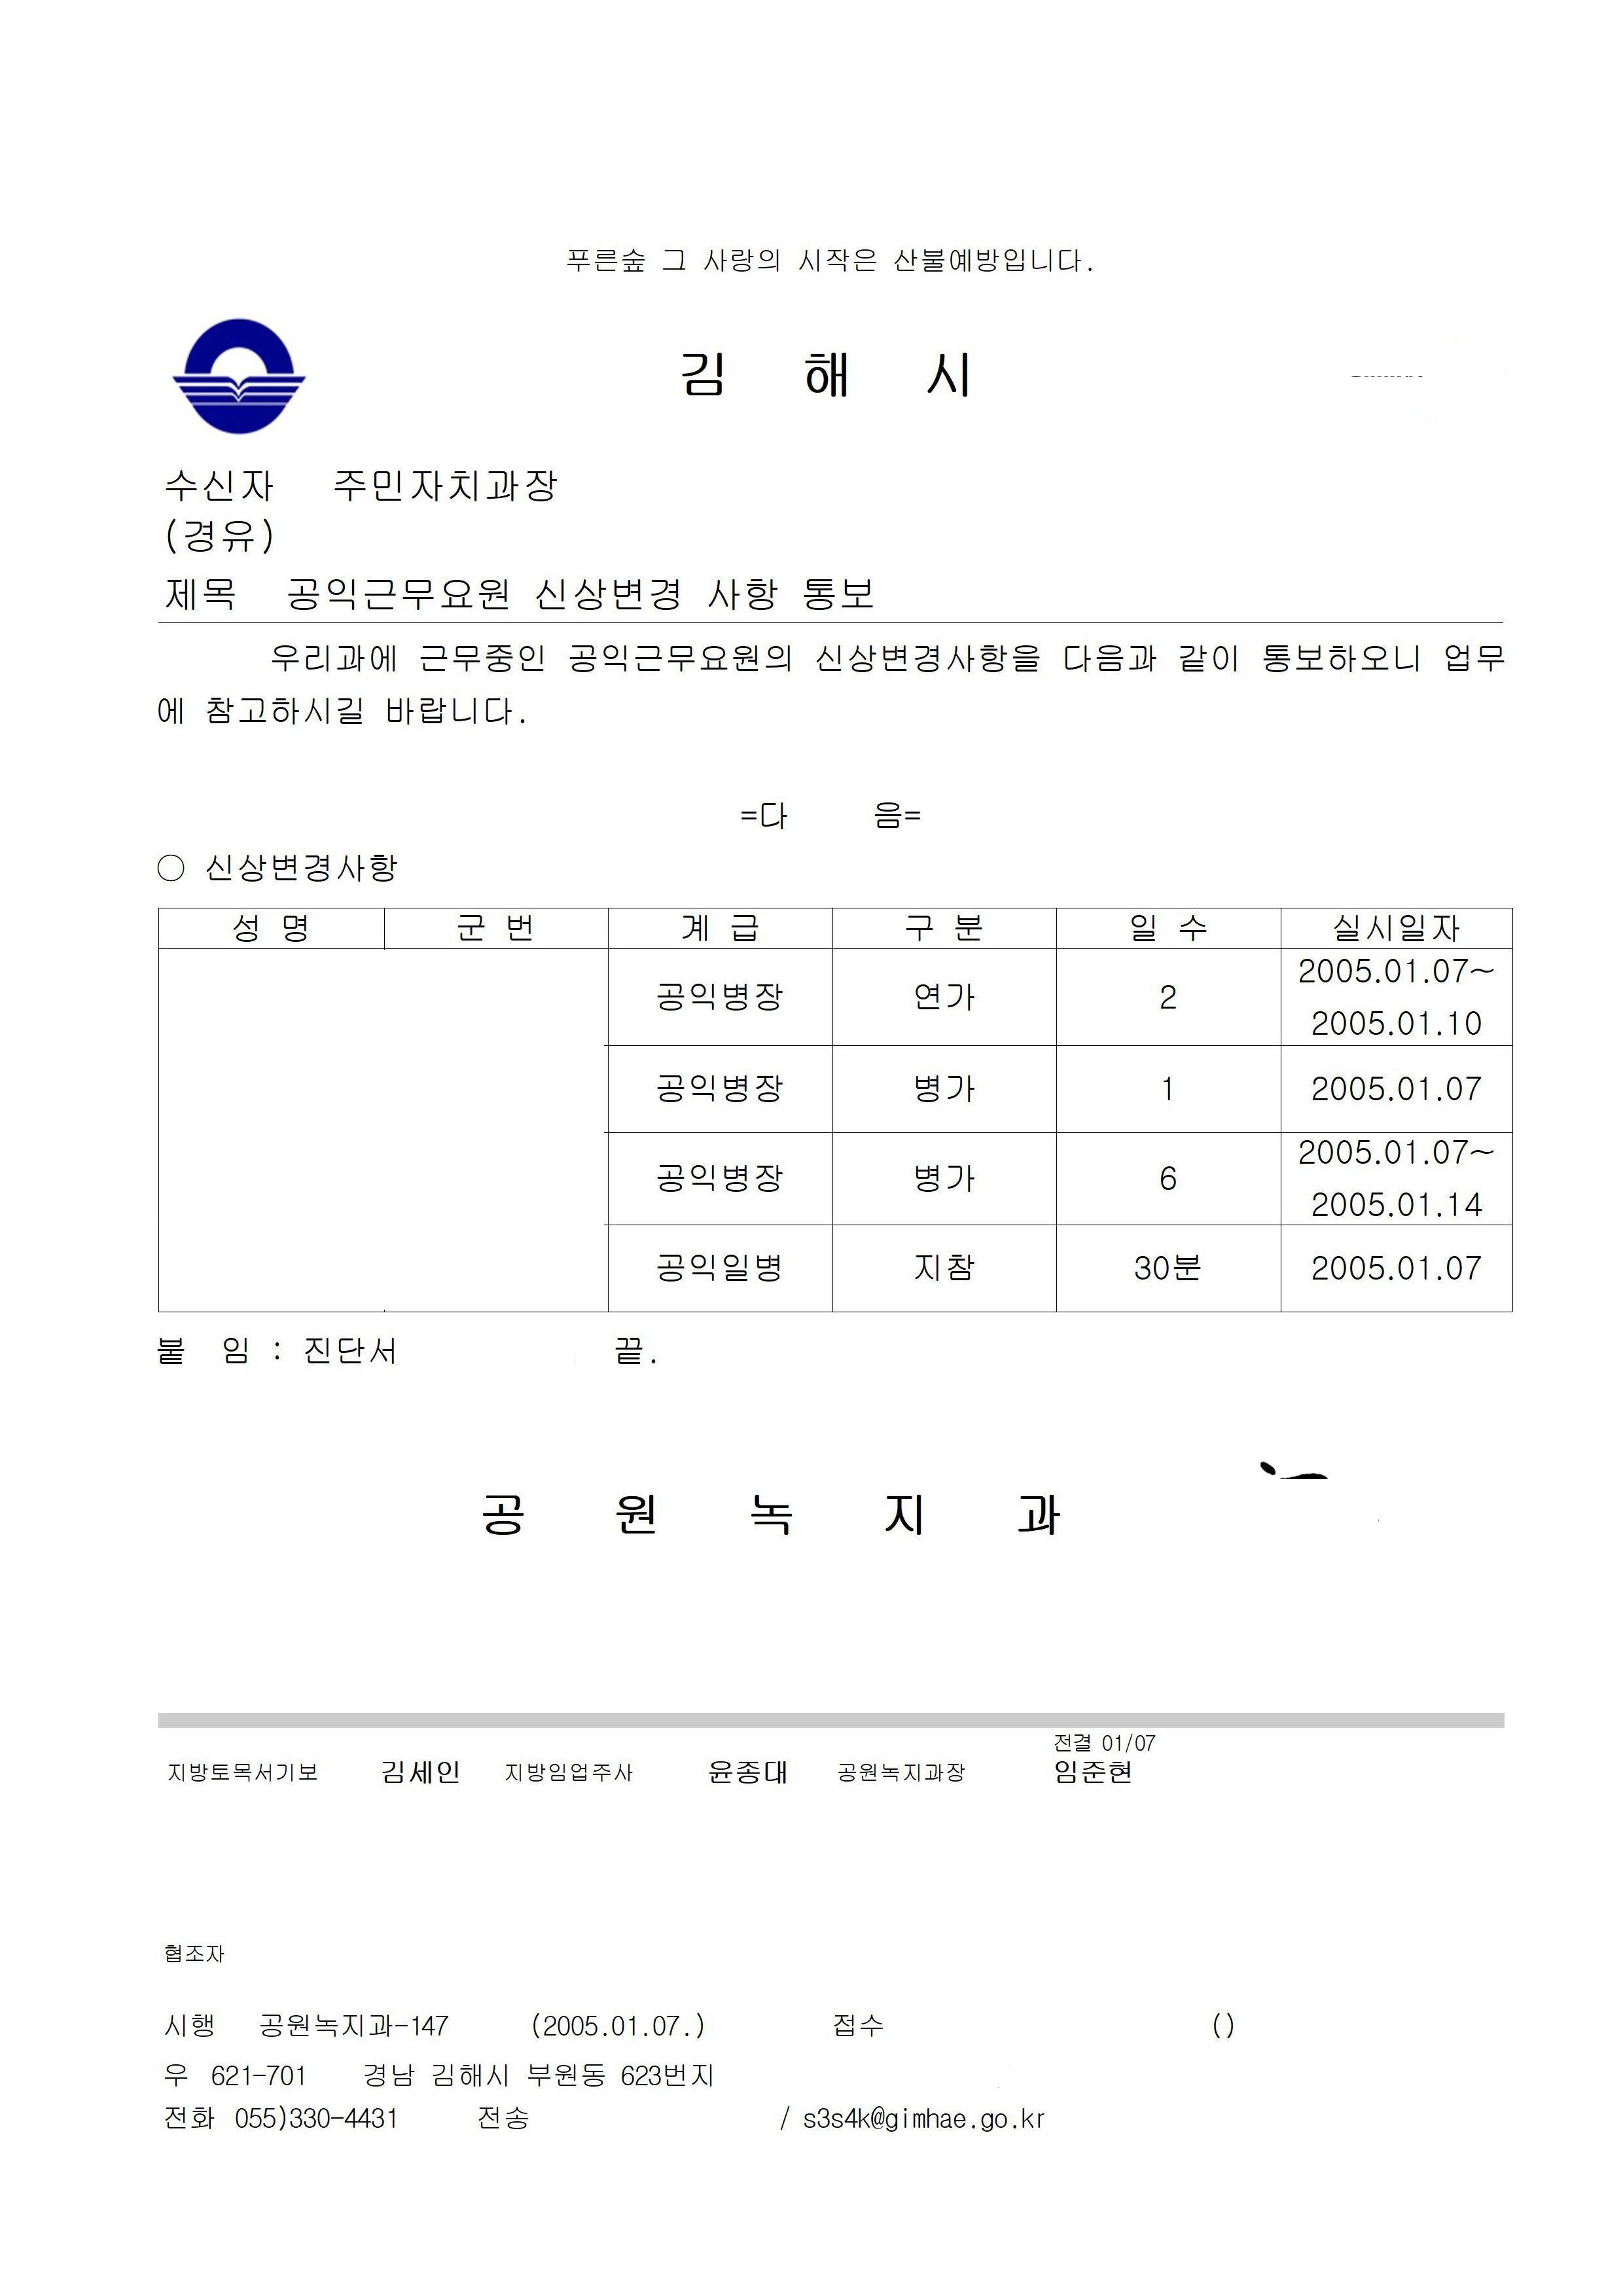 푸른숲 그 사랑의 시작은 산불예방입니다.
김 해 시
수신자 주민자치과장
(경유)
제목 공익근무요원 신상변경 사항 통보
우리과에 근무중인 공익근무요원의 신상변경사항을 다음과 같이 통보하오니 업무
에 참고하시길 바랍니다.
=다 음=
○ 신상변경사항
성 명 군 번 계 급 구 분 일 수 실시일자
공익병장 연가 2 2005.01.07~
2005.01.10
공익병장 병가 1 2005.01.07
공익병장 병가 6 2005.01.07~
2005.01.14
공익일병 지참 30분 2005.01.07
붙 임 : 진단서 끝.
공 원 녹 지 과
전결 01/07
지방토목서기보 김세인 지방임업주사 윤종대 공원녹지과장 임준현
협조자
시행 공원녹지과-147 (2005.01.07.) 접수 ()
우 621-701 경남 김해시 부원동 623번지
전화 055)330-4431 전송 / s3s4k@gimhae.go.kr